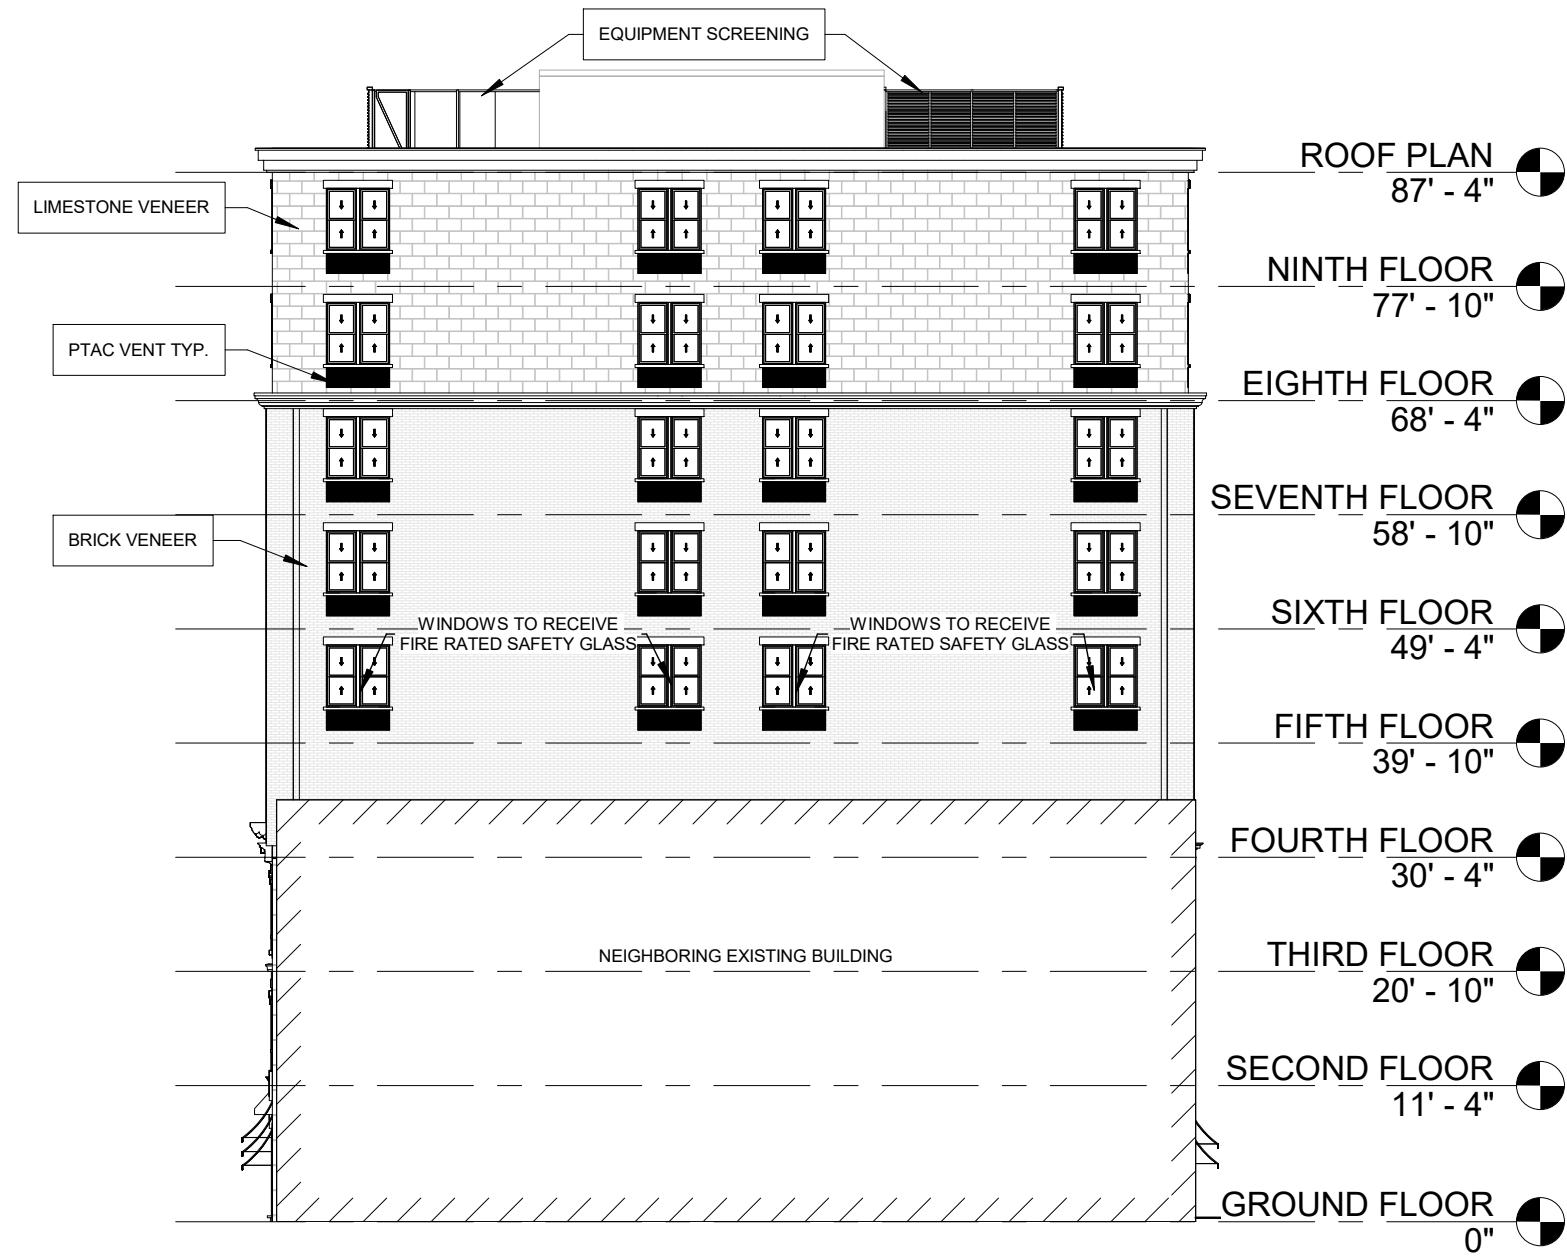 EQUIPMENT SCREENING
ROOF PLAN
87' - 4"
LIMESTONE VENEER
NINTH FLOOR
77' - 10"
PTAC VENT TYP.
EIGHTH FLOOR
68' - 4"
SEVENTH FLOOR
58' - 10"
BRICK VENEER
SIXTH FLOOR
49' - 4"
WINDOWS TO RECEIVE
FIRE RATED SAFETY GLASS
WINDOWS TO RECEIVE
FIRE RATED SAFETY GLASS
FIFTH FLOOR
39' - 10"
FOURTH FLOOR
30' - 4"
NEIGHBORING EXISTING BUILDING
THIRD FLOOR
20' - 10"
SECOND FLOOR
11' - 4"
GROUND FLOOR
0"